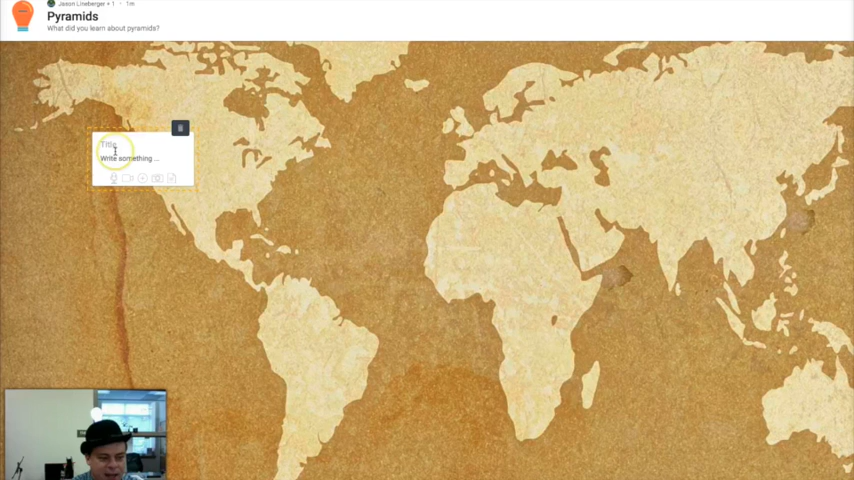 Jason Lineberger + 1 · 1m
Pyramids
What did you learn about pyramids?
Title
Write something ...